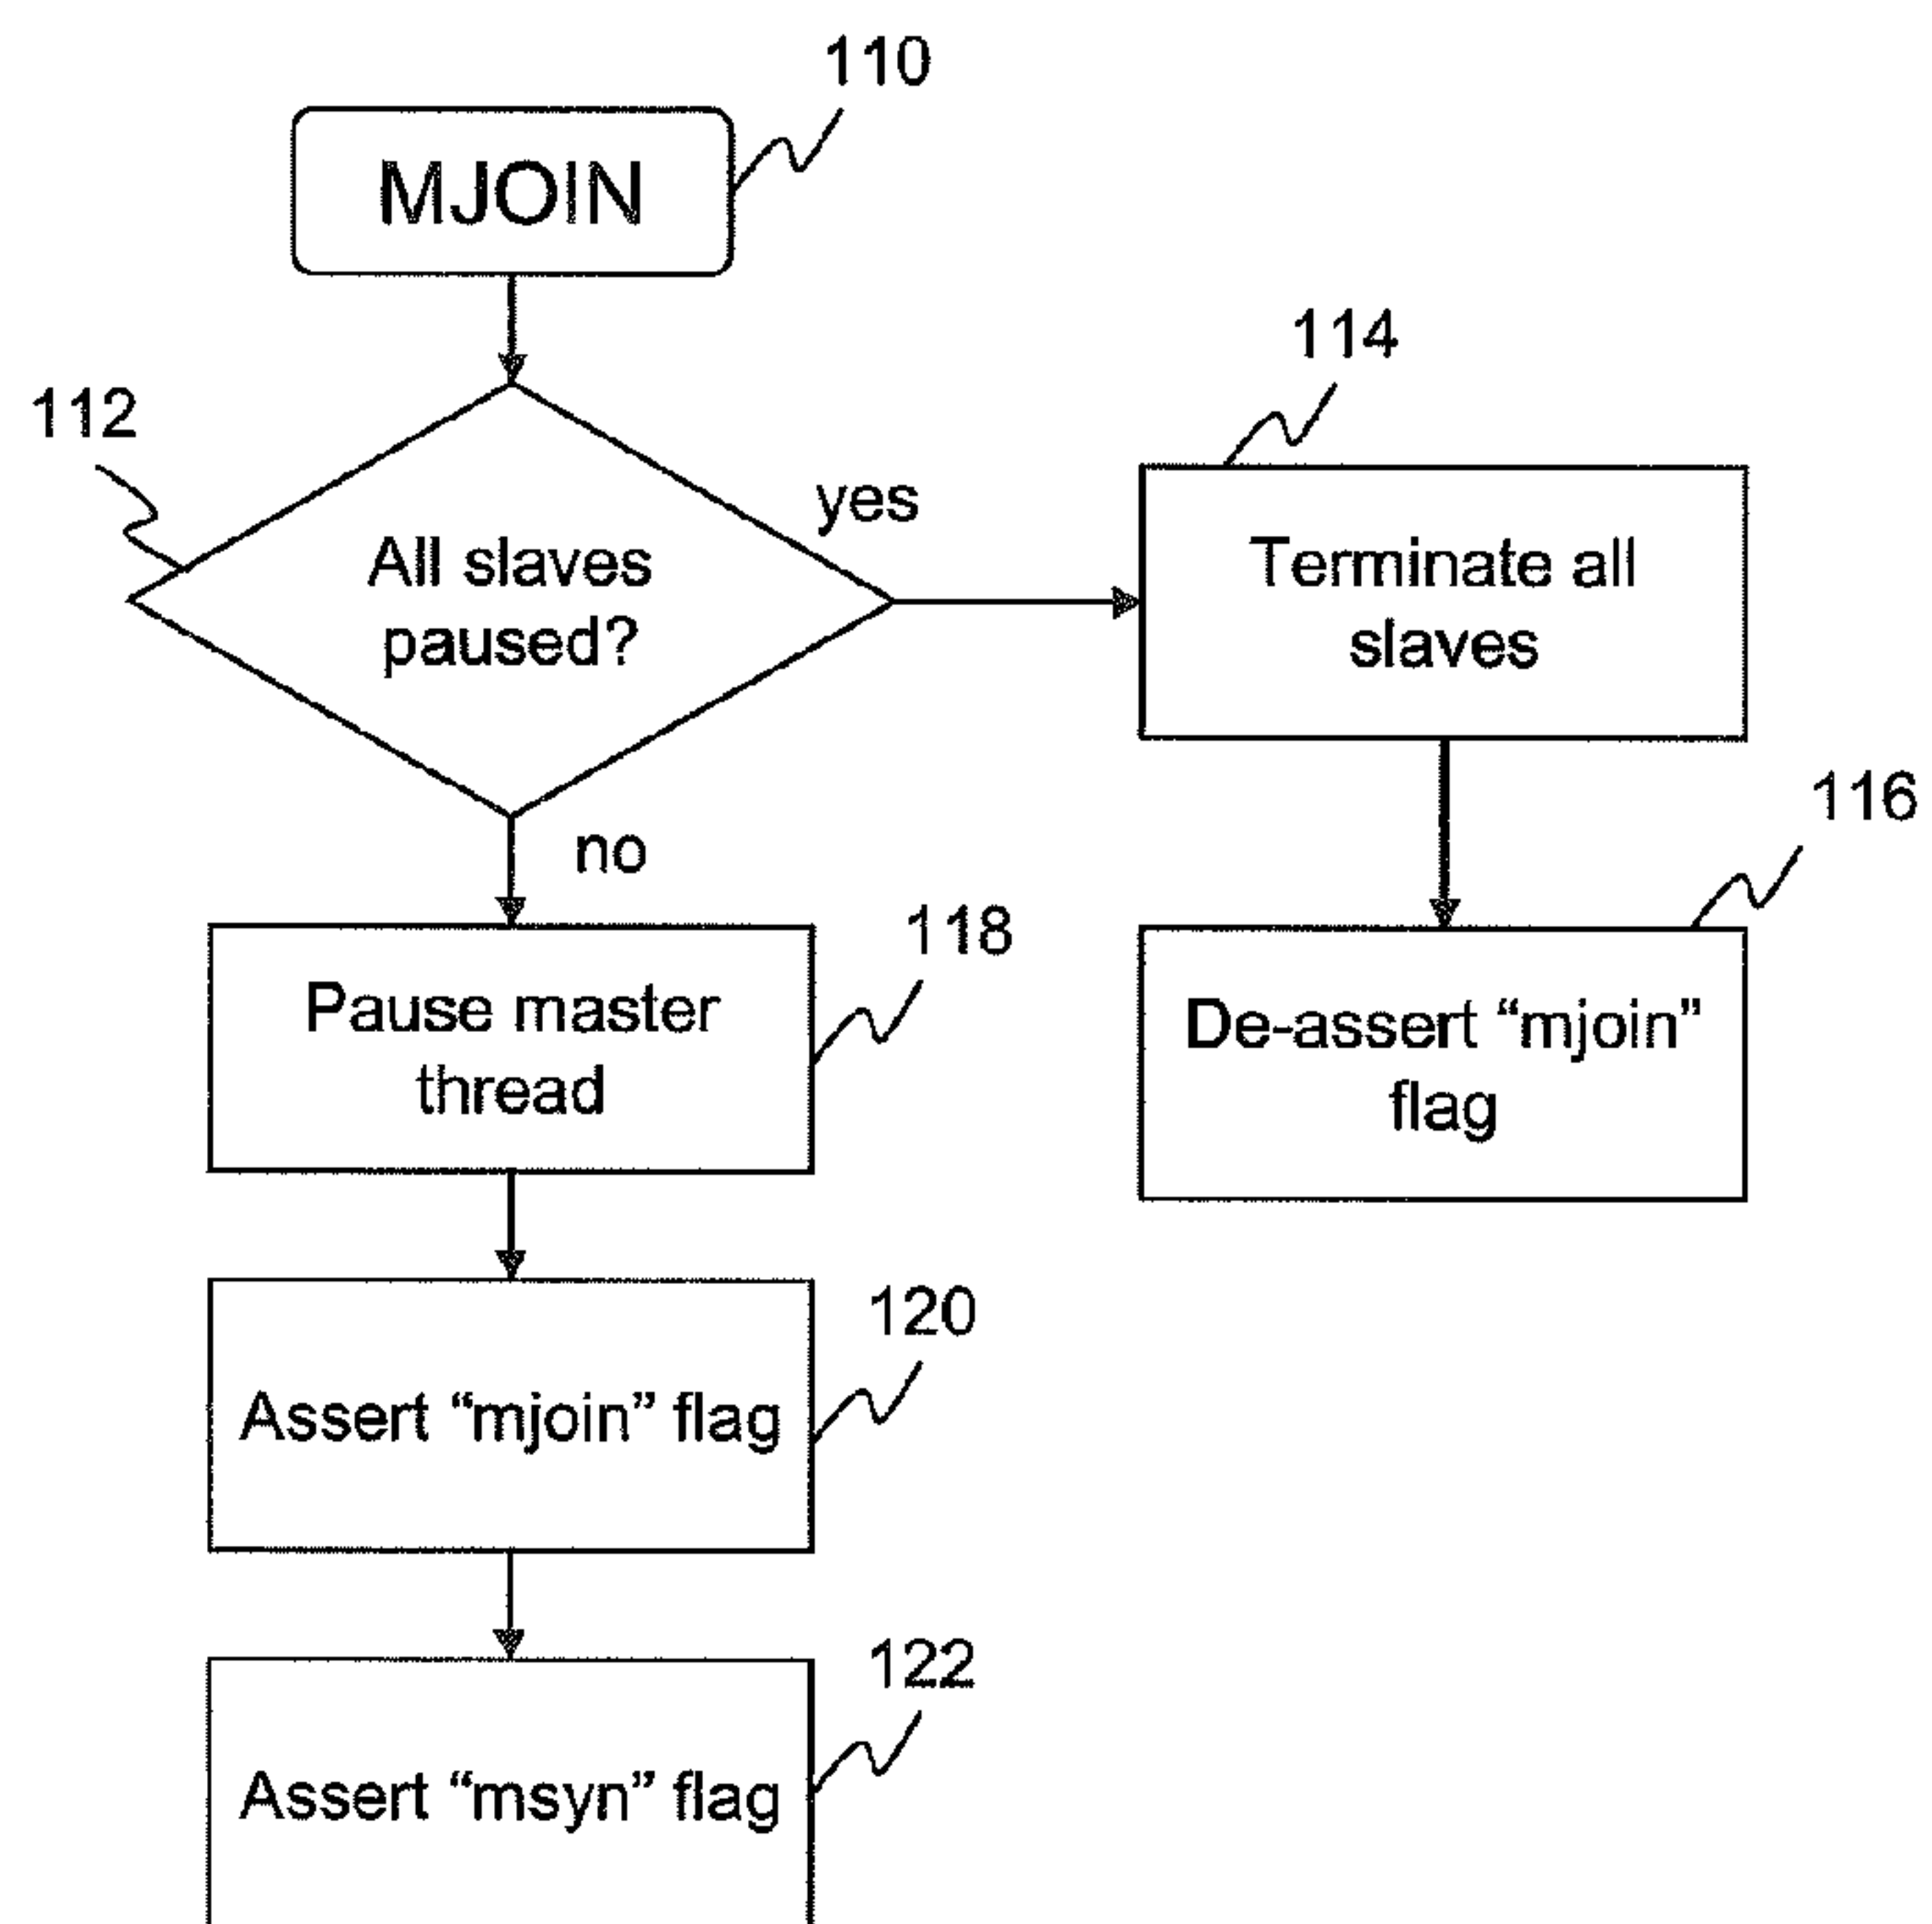 110
MJOIN
112
All slaves
paused?
yes
no
114
Terminate all
slaves
116
De-assert “mjoin”
flag
118
Pause master
thread
120
Assert “mjoin” flag
122
Assert “msyn” flag